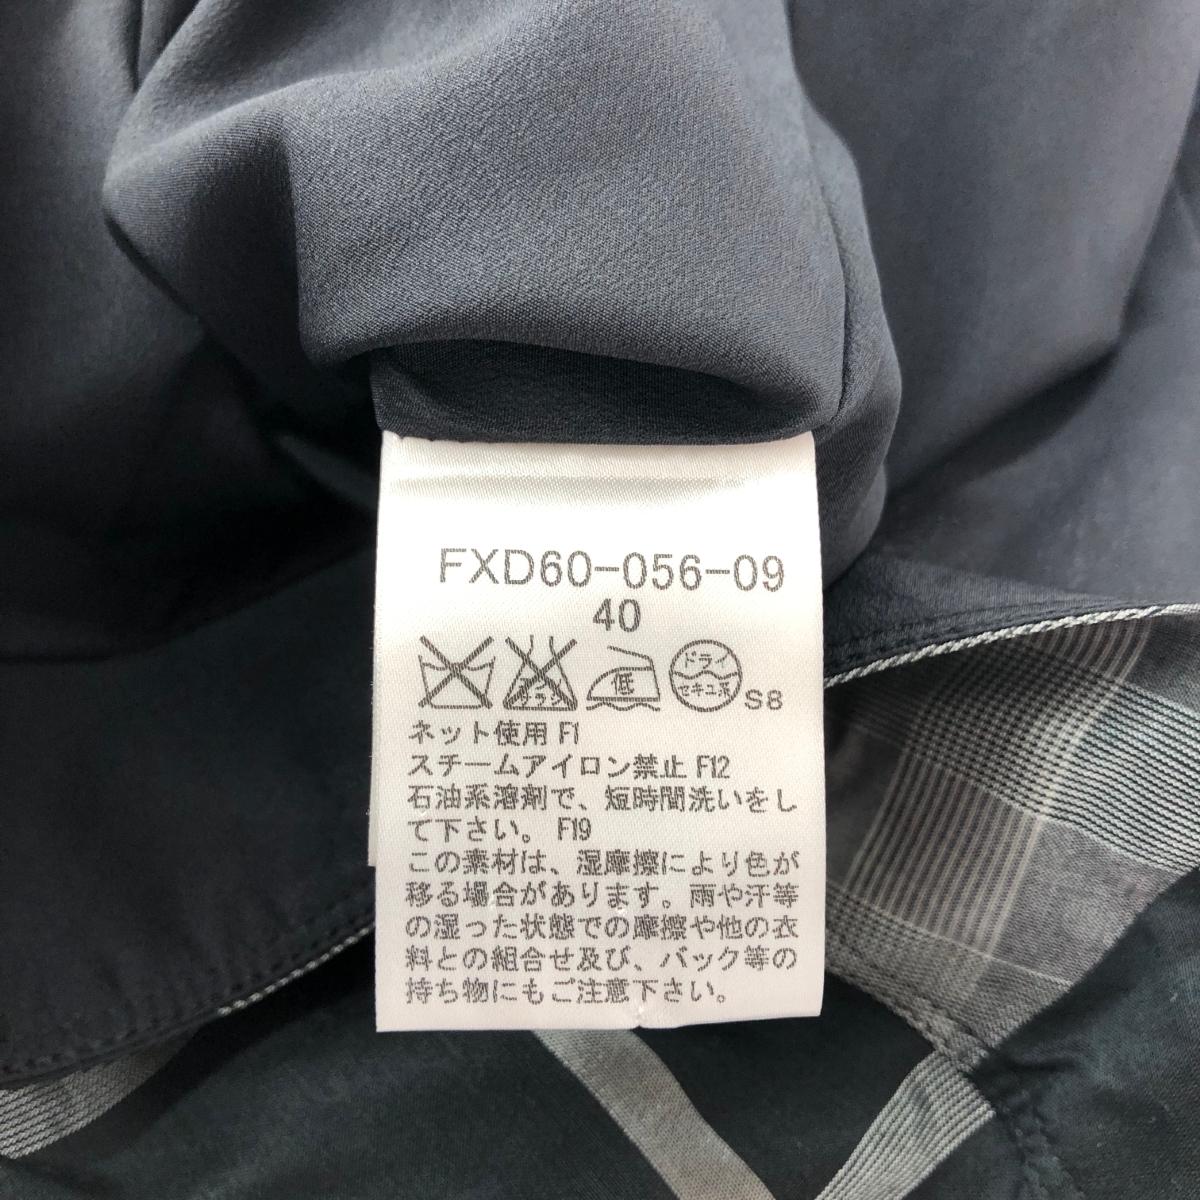 FXD60-056-09
40
低 ドライ セキユ系 S8
ネット使用 F1
スチームアイロン禁止 F12
石油系溶剤で、短時間洗いをし
て下さい。 F19
この素材は、湿摩擦により色が
移る場合があります。雨や汗等
の湿った状態での摩擦や他の衣
料との組合せ及び、バック等の
持ち物にもご注意下さい。